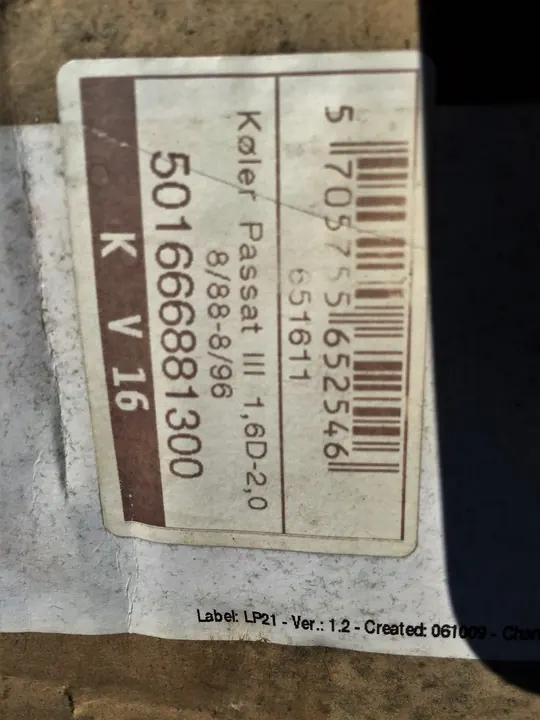 K V 16
501666881300
Køler Passat III 1,6D-2,0
8/88-8/96
651611
5 705755 652546
Label: LP21 - Ver.: 1.2 - Created: 061009 -